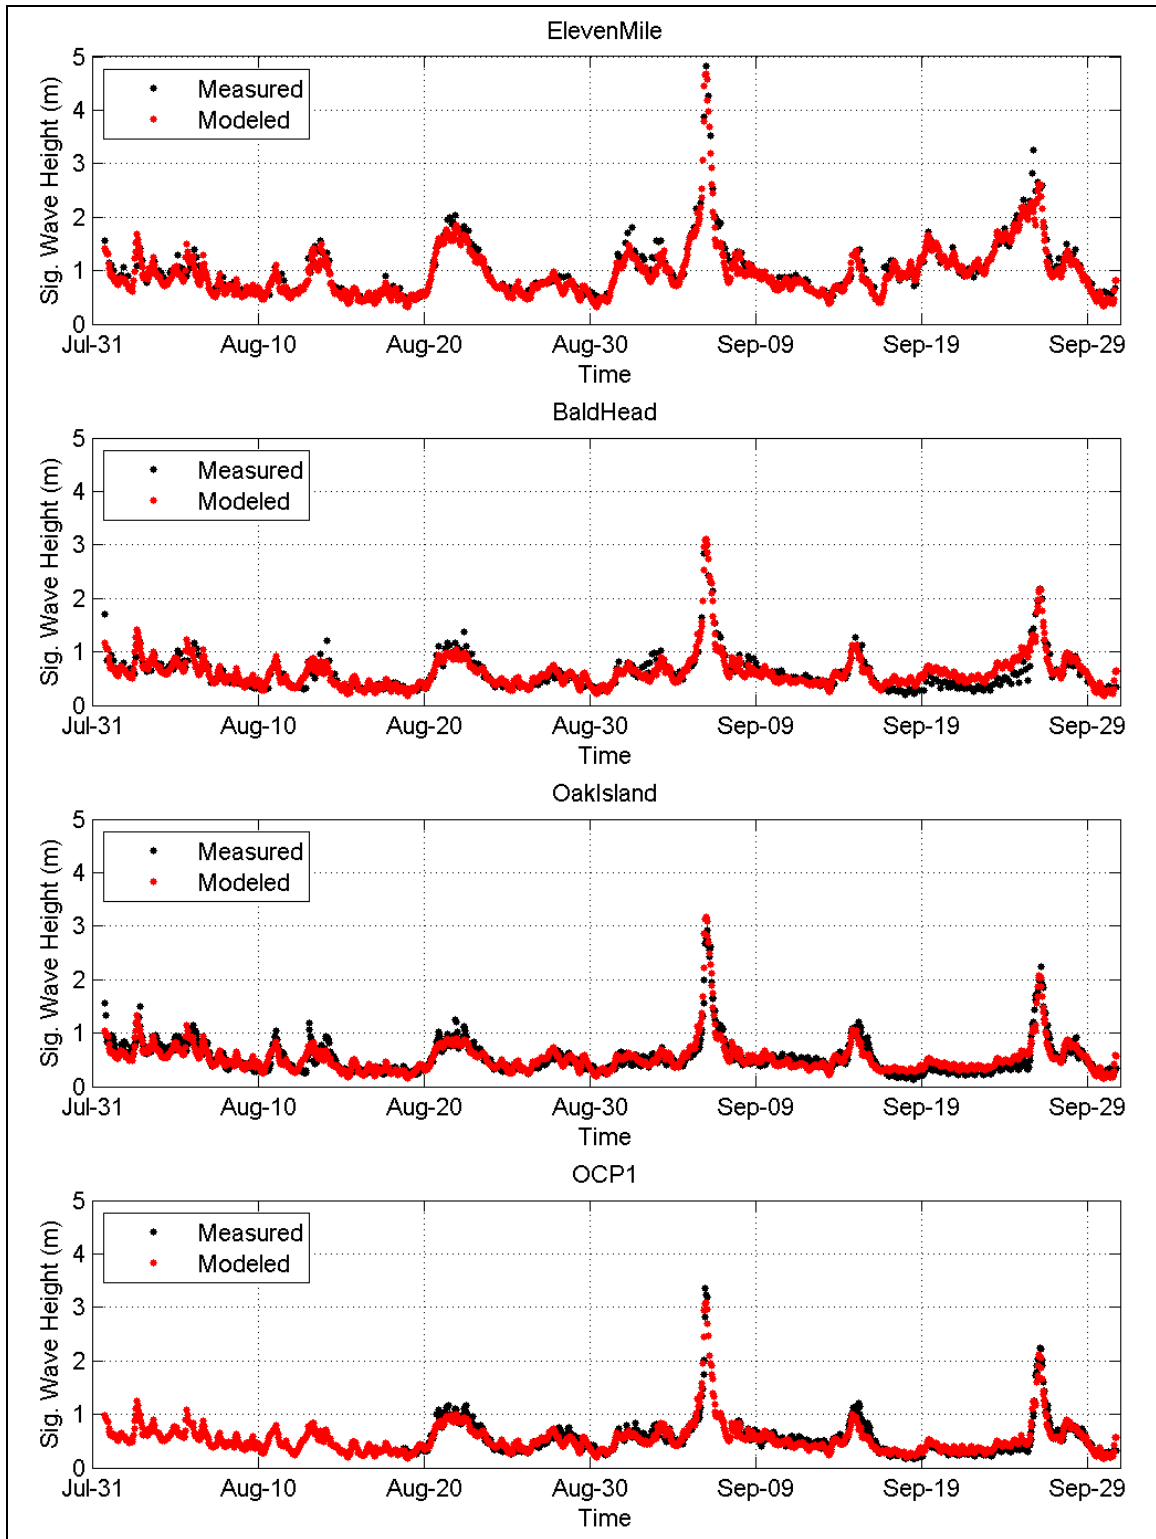 ElevenMile
Sig. Wave Height (m)
5
4
3
2
1
0
Measured
Modeled
Jul-31 Aug-10 Aug-20 Aug-30 Sep-09 Sep-19 Sep-29
Time
BaldHead
Sig. Wave Height (m)
5
4
3
2
1
0
Measured
Modeled
Jul-31 Aug-10 Aug-20 Aug-30 Sep-09 Sep-19 Sep-29
Time
OakIsland
Sig. Wave Height (m)
5
4
3
2
1
0
Measured
Modeled
Jul-31 Aug-10 Aug-20 Aug-30 Sep-09 Sep-19 Sep-29
Time
OCP1
Sig. Wave Height (m)
5
4
3
2
1
0
Measured
Modeled
Jul-31 Aug-10 Aug-20 Aug-30 Sep-09 Sep-19 Sep-29
Time